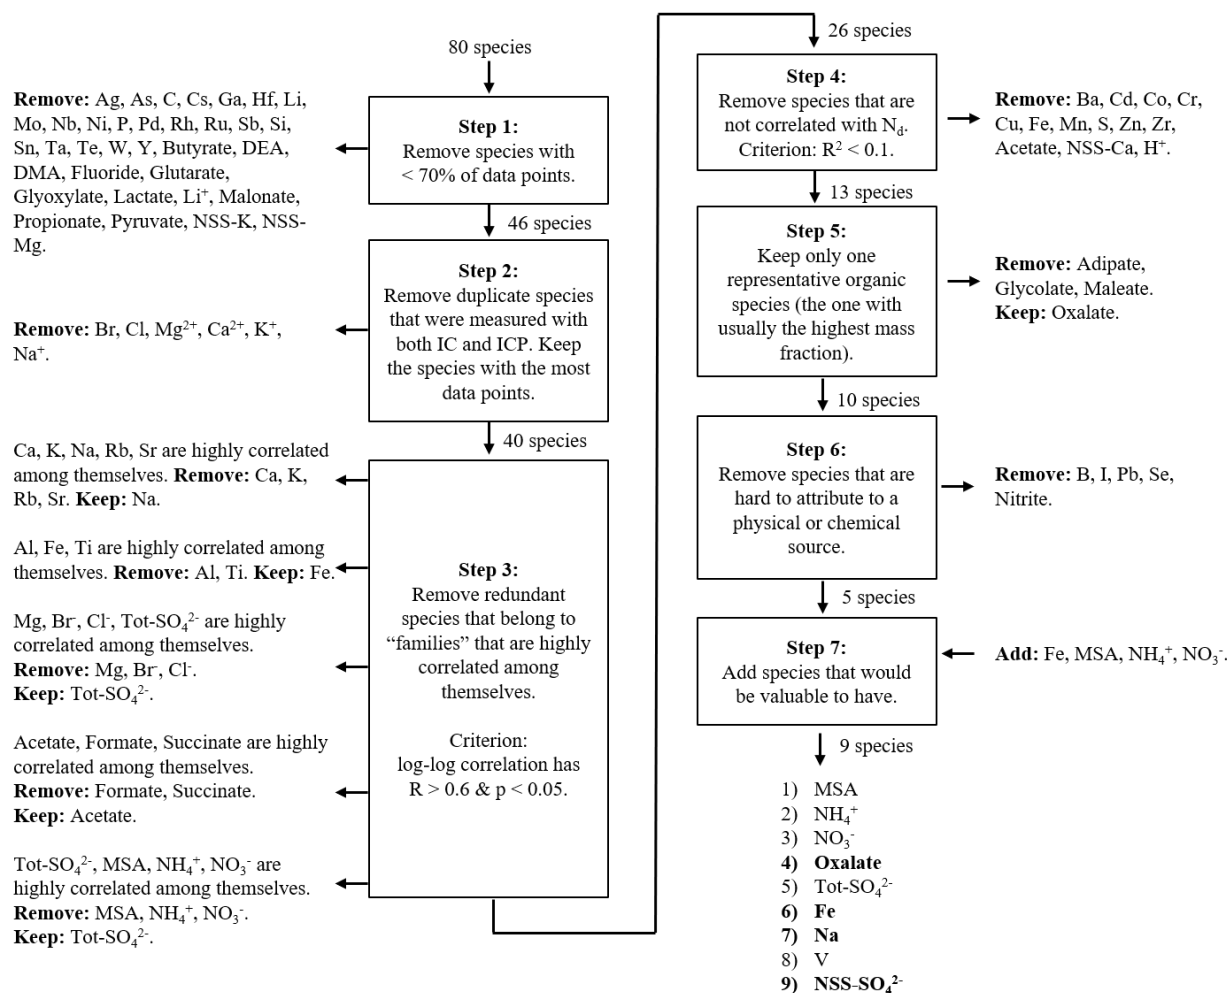 80 species
Remove: Ag, As, C, Cs, Ga, Hf, Li,
Mo, Nb, Ni, P, Pd, Rh, Ru, Sb, Si,
Sn, Ta, Te, W, Y, Butyrate, DEA,
DMA, Fluoride, Glutarate,
Glyoxylate, Lactate, Li⁺, Malonate,
Propionate, Pyruvate, NSS-K, NSS-
Mg.
Step 1:
Remove species with
< 70% of data points.
46 species
Step 2:
Remove duplicate species
that were measured with
both IC and ICP. Keep
the species with the most
data points.
Remove: Br, Cl, Mg²⁺, Ca²⁺, K⁺,
Na⁺.
40 species
Ca, K, Na, Rb, Sr are highly correlated
among themselves. Remove: Ca, K,
Rb, Sr. Keep: Na.
Al, Fe, Ti are highly correlated among
themselves. Remove: Al, Ti. Keep: Fe.
Mg, Br⁻, Cl⁻, Tot-SO₄²⁻ are highly
correlated among themselves.
Remove: Mg, Br⁻, Cl⁻.
Keep: Tot-SO₄²⁻.
Acetate, Formate, Succinate are highly
correlated among themselves.
Remove: Formate, Succinate.
Keep: Acetate.
Tot-SO₄²⁻, MSA, NH₄⁺, NO₃⁻ are
highly correlated among themselves.
Remove: MSA, NH₄⁺, NO₃⁻.
Keep: Tot-SO₄²⁻.
Step 3:
Remove redundant
species that belong to
“families” that are highly
correlated among
themselves.
Criterion:
log-log correlation has
R > 0.6 & p < 0.05.
26 species
Step 4:
Remove species that are
not correlated with N_d.
Criterion: R² < 0.1.
Remove: Ba, Cd, Co, Cr,
Cu, Fe, Mn, S, Zn, Zr,
Acetate, NSS-Ca, H⁺.
13 species
Step 5:
Keep only one
representative organic
species (the one with
usually the highest mass
fraction).
Remove: Adipate,
Glycolate, Maleate.
Keep: Oxalate.
10 species
Step 6:
Remove species that are
hard to attribute to a
physical or chemical
source.
Remove: B, I, Pb, Se,
Nitrite.
5 species
Step 7:
Add species that would
be valuable to have.
Add: Fe, MSA, NH₄⁺, NO₃⁻.
9 species
1) MSA
2) NH₄⁺
3) NO₃⁻
4) Oxalate
5) Tot-SO₄²⁻
6) Fe
7) Na
8) V
9) NSS-SO₄²⁻